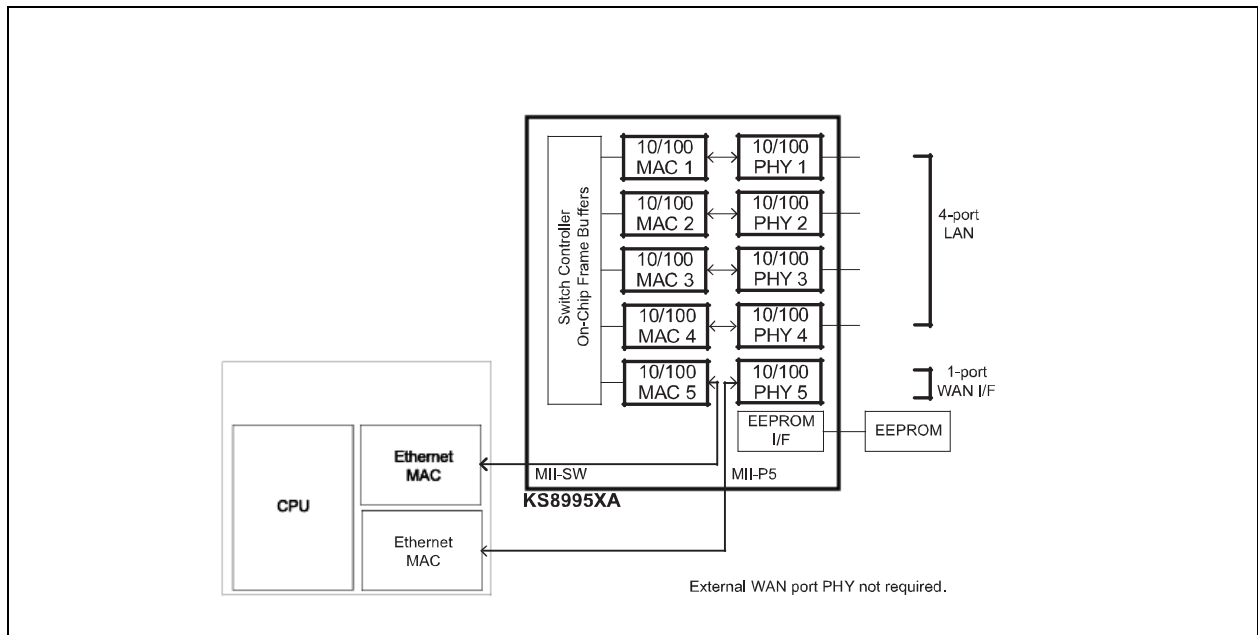 10/100
MAC 1
10/100
PHY 1
10/100
MAC 2
10/100
PHY 2
10/100
MAC 3
10/100
PHY 3
10/100
MAC 4
10/100
PHY 4
10/100
MAC 5
10/100
PHY 5
Switch Controller
On-Chip Frame Buffers
4-port
LAN
1-port
WAN I/F
EEPROM
I/F
EEPROM
MII-SW
MII-P5
KS8995XA
CPU
Ethernet
MAC
Ethernet
MAC
External WAN port PHY not required.